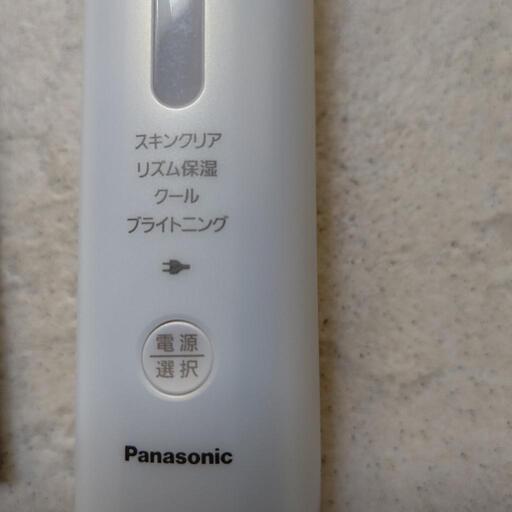 スキンクリア
リズム保湿
クール
ブライトニング
電源
選択
Panasonic